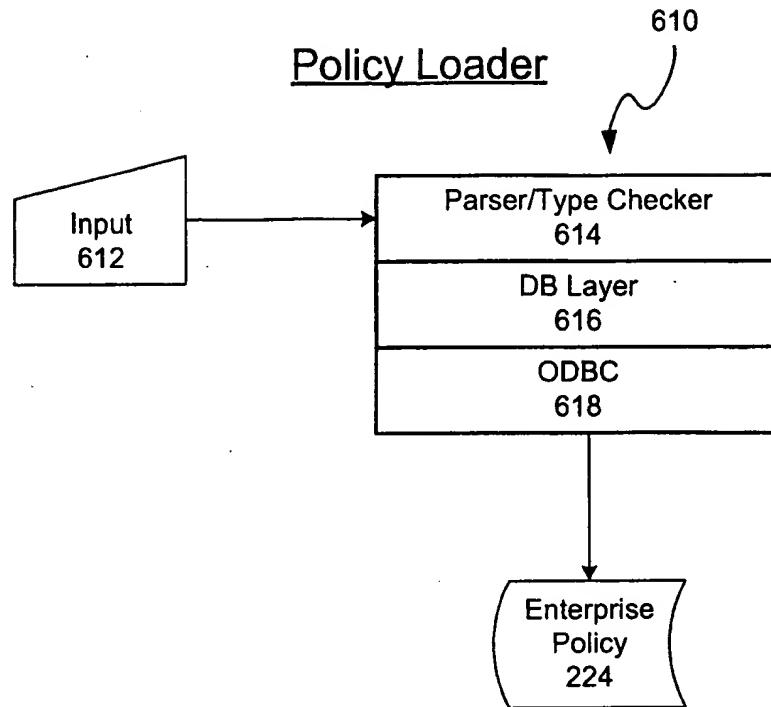 610
Policy Loader
Input
612
Parser/Type Checker
614
DB Layer
616
ODBC
618
Enterprise
Policy
224